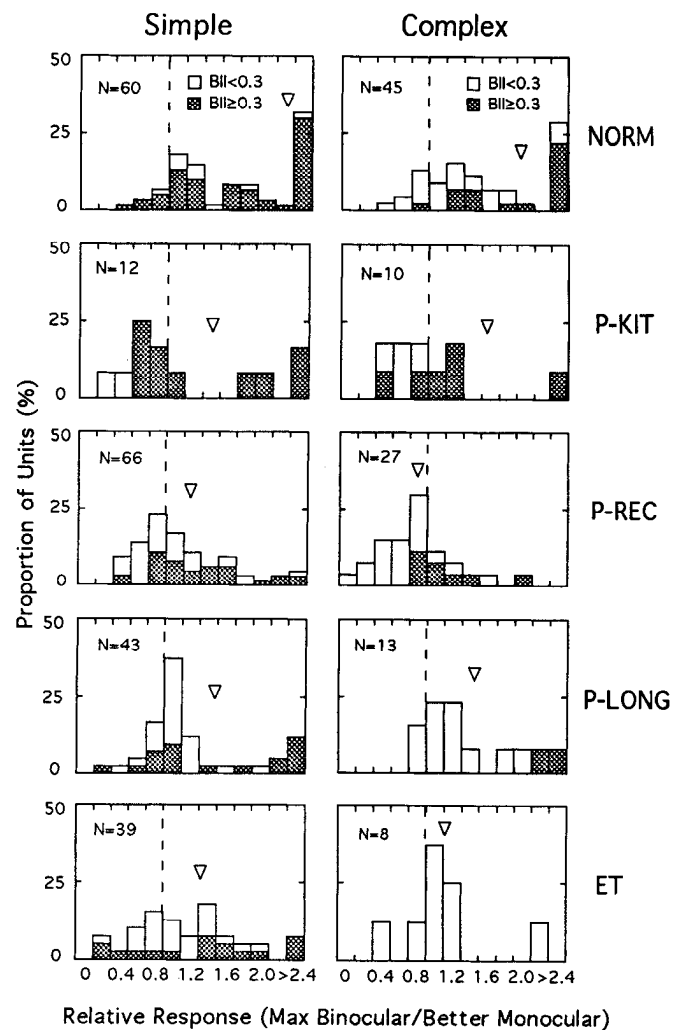 Simple Complex
50 N=60 BII<0.3 N=45 BII<0.3
BII≥0.3 BII≥0.3
25 NORM
0
50 N=12 N=10
25 P-KIT
0
50 N=66 N=27
25 P-REC
0
50 N=43 N=13
25 P-LONG
0
50 N=39 N=8
25 ET
0
0 0.4 0.8 1.2 1.6 2.0 >2.4 0 0.4 0.8 1.2 1.6 2.0 >2.4
Proportion of Units (%)
Relative Response (Max Binocular/Better Monocular)